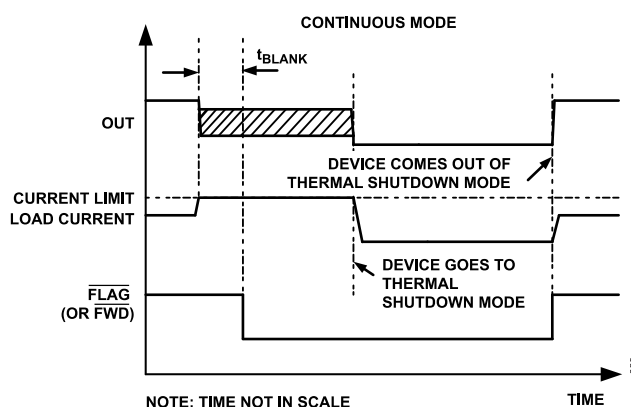 CONTINUOUS MODE
tBLANK
OUT
DEVICE COMES OUT OF
THERMAL SHUTDOWN MODE
CURRENT LIMIT
LOAD CURRENT
DEVICE GOES TO
THERMAL
SHUTDOWN MODE
FLAG
(OR FWD)
NOTE: TIME NOT IN SCALE
TIME